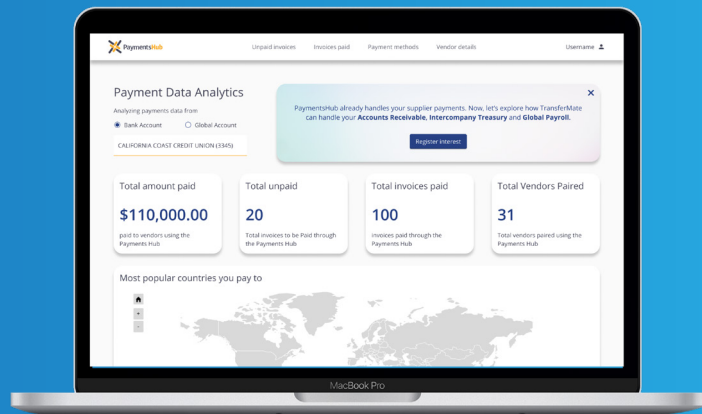 PaymentsHub
Unpaid invoices
Invoices paid
Payment methods
Vendor details
Username
Payment Data Analytics
Analyzing payments data from
Bank Account
Global Account
CALIFORNIA COAST CREDIT UNION (3345)
PaymentsHub already handles your supplier payments. Now, let's explore how TransferMate
can handle your Accounts Receivable, Intercompany Treasury and Global Payroll.
Register interest
Total amount paid
$110,000.00
paid to vendors using the
Payments Hub
Total unpaid
20
Total invoices to be Paid through
the Payments Hub
Total invoices paid
100
invoices paid through the
Payments Hub
Total Vendors Paired
31
Total vendors paired using the
Payments Hub
Most popular countries you pay to
+
-
MacBook Pro